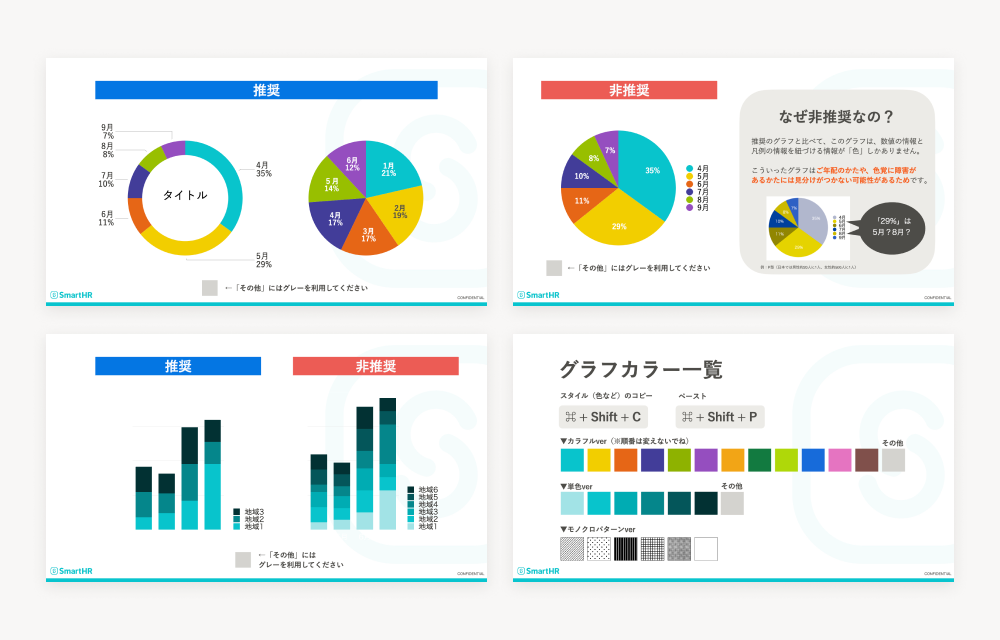 推奨
9月
7%
8月
8%
7月
10%
6月
11%
4月
35%
5月
29%
タイトル
1月
21%
2月
19%
3月
17%
4月
17%
5月
14%
6月
12%
←「その他」にはグレーを利用してください
SmartHR
CONFIDENTIAL
非推奨
35%
29%
11%
10%
8%
7%
4月
5月
6月
7月
8月
9月
←「その他」にはグレーを利用してください
なぜ非推奨なの?
推奨のグラフと比べて、このグラフは、数値の情報と
凡例の情報を紐づける情報が「色」しかありません。
こういったグラフはご年配のかたや、色覚に障害が
あるかたには見分けがつかない可能性があるためです。
「29%」は
5月?8月?
SmartHR
CONFIDENTIAL
推奨
非推奨
地域3
地域2
地域1
地域6
地域5
地域4
地域3
地域2
地域1
←「その他」には
グレーを利用してください
SmartHR
CONFIDENTIAL
グラフカラー一覧
スタイル(色など)のコピー
ペースト
⌘ + Shift + C
⌘ + Shift + P
▼カラフルver(※順番は変えないでね)
その他
▼単色ver
その他
▼モノクロパターンver
SmartHR
CONFIDENTIAL